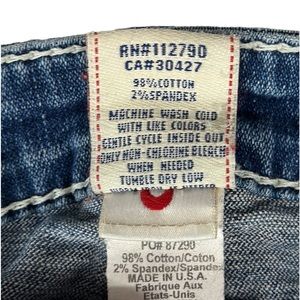 RN#112790
CA#30427
98%COTTON
2%SPANDEX
MACHINE WASH COLD
WITH LIKE COLORS
GENTLE CYCLE INSIDE OUT
ONLY NON-CHLORINE BLEACH
WHEN NEEDED
TUMBLE DRY LOW
PO# 87290
98% Cotton/Coton
2% Spandex/Spandex
MADE IN U.S.A.
Fabrique Aux
Etats-Unis